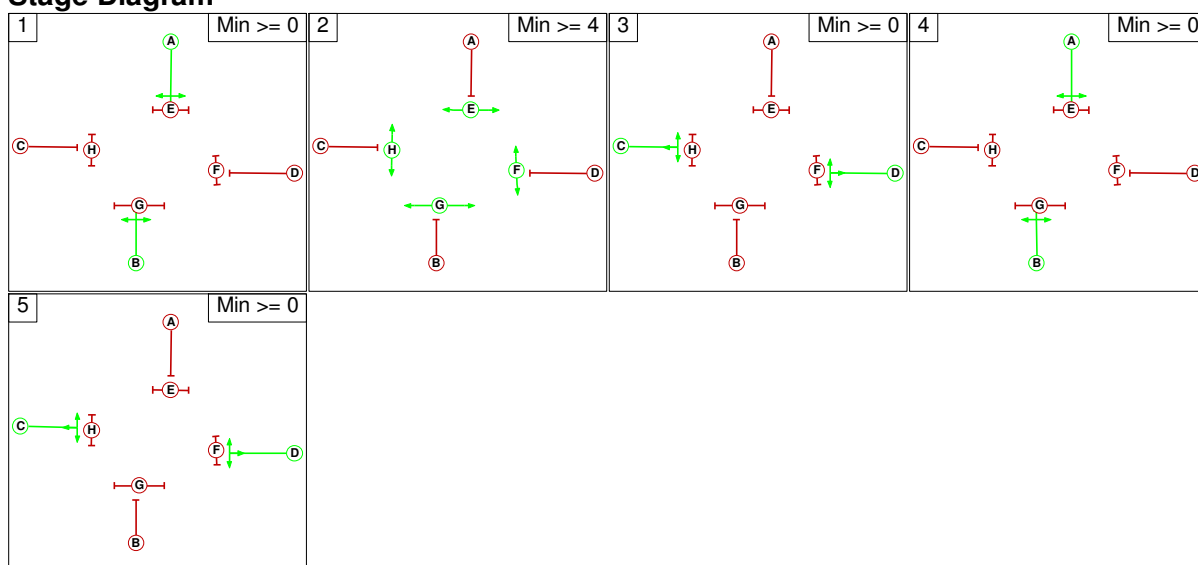 Stage Diagram
1 Min >= 0 2 Min >= 4 3 Min >= 0 4 Min >= 0
A A A A
E E E E
C H C H C H C H
F D F D F D F D
G G G G
B B B B
5 Min >= 0
A
E
C H
F D
G
B